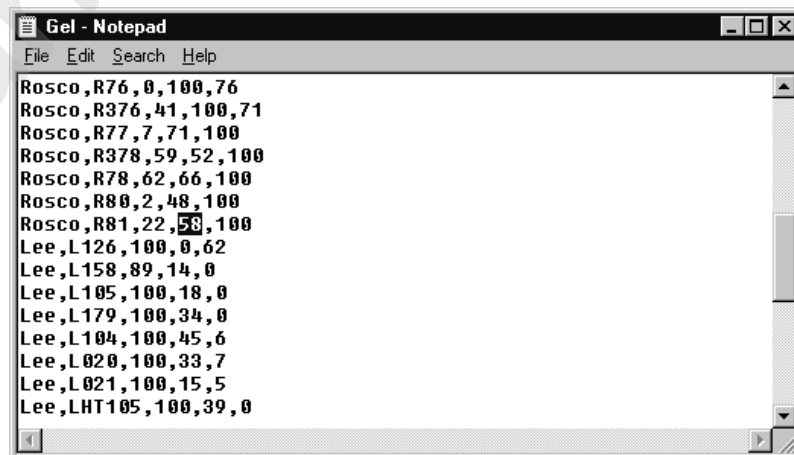 Gel - Notepad
File Edit Search Help
Rosco,R76,0,100,76
Rosco,R376,41,100,71
Rosco,R77,7,71,100
Rosco,R378,59,52,100
Rosco,R78,62,66,100
Rosco,R80,2,48,100
Rosco,R81,22,58,100
Lee,L126,100,0,62
Lee,L158,89,14,0
Lee,L105,100,18,0
Lee,L179,100,34,0
Lee,L104,100,45,6
Lee,L020,100,33,7
Lee,L021,100,15,5
Lee,LHT105,100,39,0